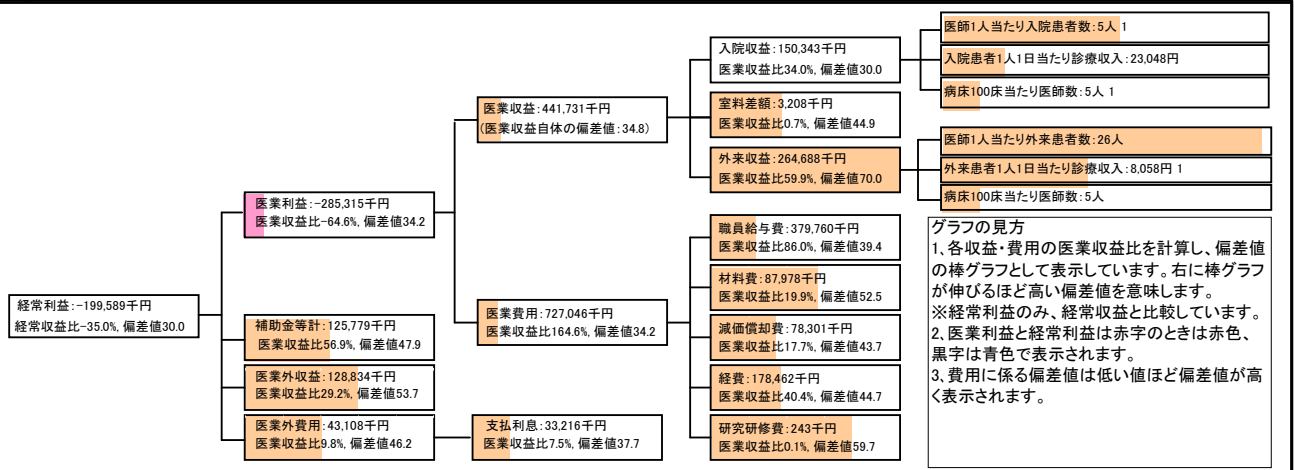 経常利益:-199,589千円
経常収益比-35.0%, 偏差値30.0
医業利益:-285,315千円
医業収益比-64.6%, 偏差値34.2
補助金等計:125,779千円
医業収益比56.9%, 偏差値47.9
医業外収益:128,834千円
医業収益比29.2%, 偏差値53.7
医業外費用:43,108千円
医業収益比9.8%, 偏差値46.2
支払利息:33,216千円
医業収益比7.5%, 偏差値37.7
医業収益:441,731千円
(医業収益自体の偏差値:34.8)
医業費用:727,046千円
医業収益比164.6%, 偏差値34.2
入院収益:150,343千円
医業収益比34.0%, 偏差値30.0
室料差額:3,208千円
医業収益比0.7%, 偏差値44.9
外来収益:264,688千円
医業収益比59.9%, 偏差値70.0
職員給与費:379,760千円
医業収益比86.0%, 偏差値39.4
材料費:87,978千円
医業収益比19.9%, 偏差値52.5
減価償却費:78,301千円
医業収益比17.7%, 偏差値43.7
経費:178,462千円
医業収益比40.4%, 偏差値44.7
研究研修費:243千円
医業収益比0.1%, 偏差値59.7
医師1人当たり入院患者数:5人 1
入院患者1人1日当たり診療収入:23,048円
病床100床当たり医師数:5人 1
医師1人当たり外来患者数:26人
外来患者1人1日当たり診療収入:8,058円 1
病床100床当たり医師数:5人
グラフの見方
1、各収益・費用の医業収益比を計算し、偏差値
の棒グラフとして表示しています。右に棒グラフ
が伸びるほど高い偏差値を意味します。
※経常利益のみ、経常収益と比較しています。
2、医業利益と経常利益は赤字のときは赤色、
黒字は青色で表示されます。
3、費用に係る偏差値は低い値ほど偏差値が高
く表示されます。